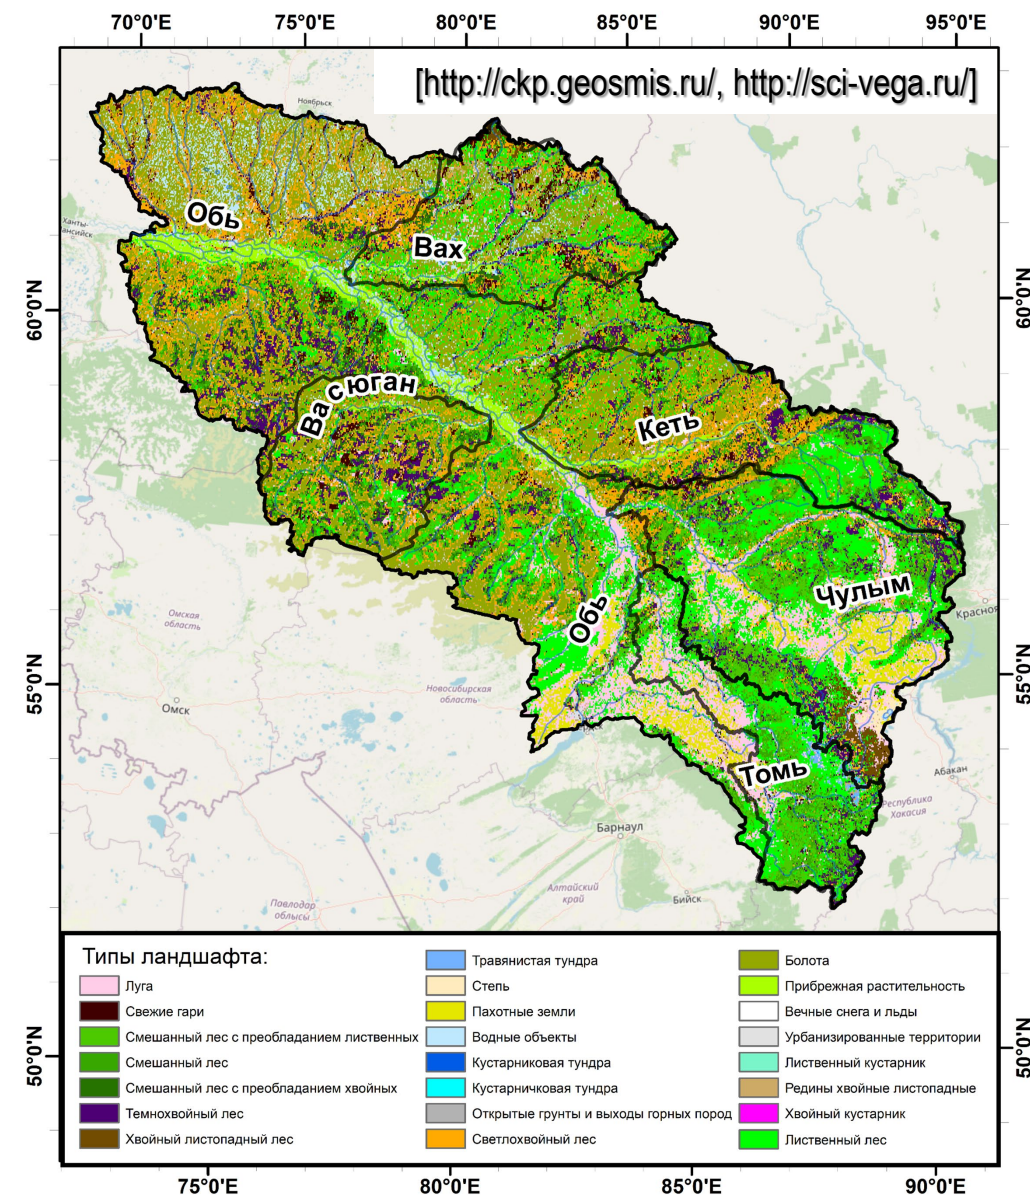 70°0'E 75°0'E 80°0'E 85°0'E 90°0'E 95°0'E
[http://ckp.geosmis.ru/, http://sci-vega.ru/]
Ноябрьск
Обь
Вах
60°0'N
60°0'N
Васюган
Кеть
Чулым
Обь
Омская
область
55°0'N
55°0'N
Новосибирская
область
Омск
Томь
Абакан
Республика
Хакасия
Барнаул
Алтайский
край
Бийск
Павлодар
облысы
Типы ландшафта:
Луга
Свежие гари
Смешанный лес с преобладанием лиственных
Смешанный лес
Смешанный лес с преобладанием хвойных
Темнохвойный лес
Хвойный листопадный лес
Травянистая тундра
Степь
Пахотные земли
Водные объекты
Кустарниковая тундра
Кустарничковая тундра
Открытые грунты и выходы горных пород
Светлохвойный лес
Болота
Прибрежная растительность
Вечные снега и льды
Урбанизированные территории
Лиственный кустарник
Редины хвойные листопадные
Хвойный кустарник
Лиственный лес
50°0'N
50°0'N
75°0'E 80°0'E 85°0'E 90°0'E